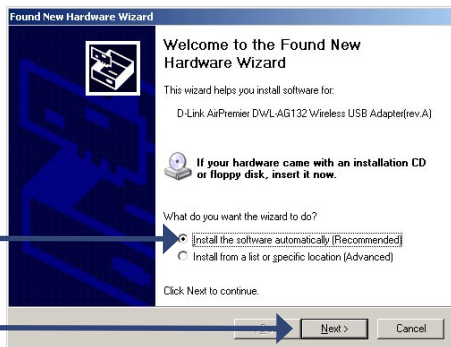 Found New Hardware Wizard
Welcome to the Found New
Hardware Wizard
This wizard helps you install software for:
D-Link AirPremier DWL-AG132 Wireless USB Adapter(rev.A)
If your hardware came with an installation CD
or floppy disk, insert it now.
What do you want the wizard to do?
Install the software automatically (Recommended)
Install from a list or specific location (Advanced)
Click Next to continue.
Next > Cancel